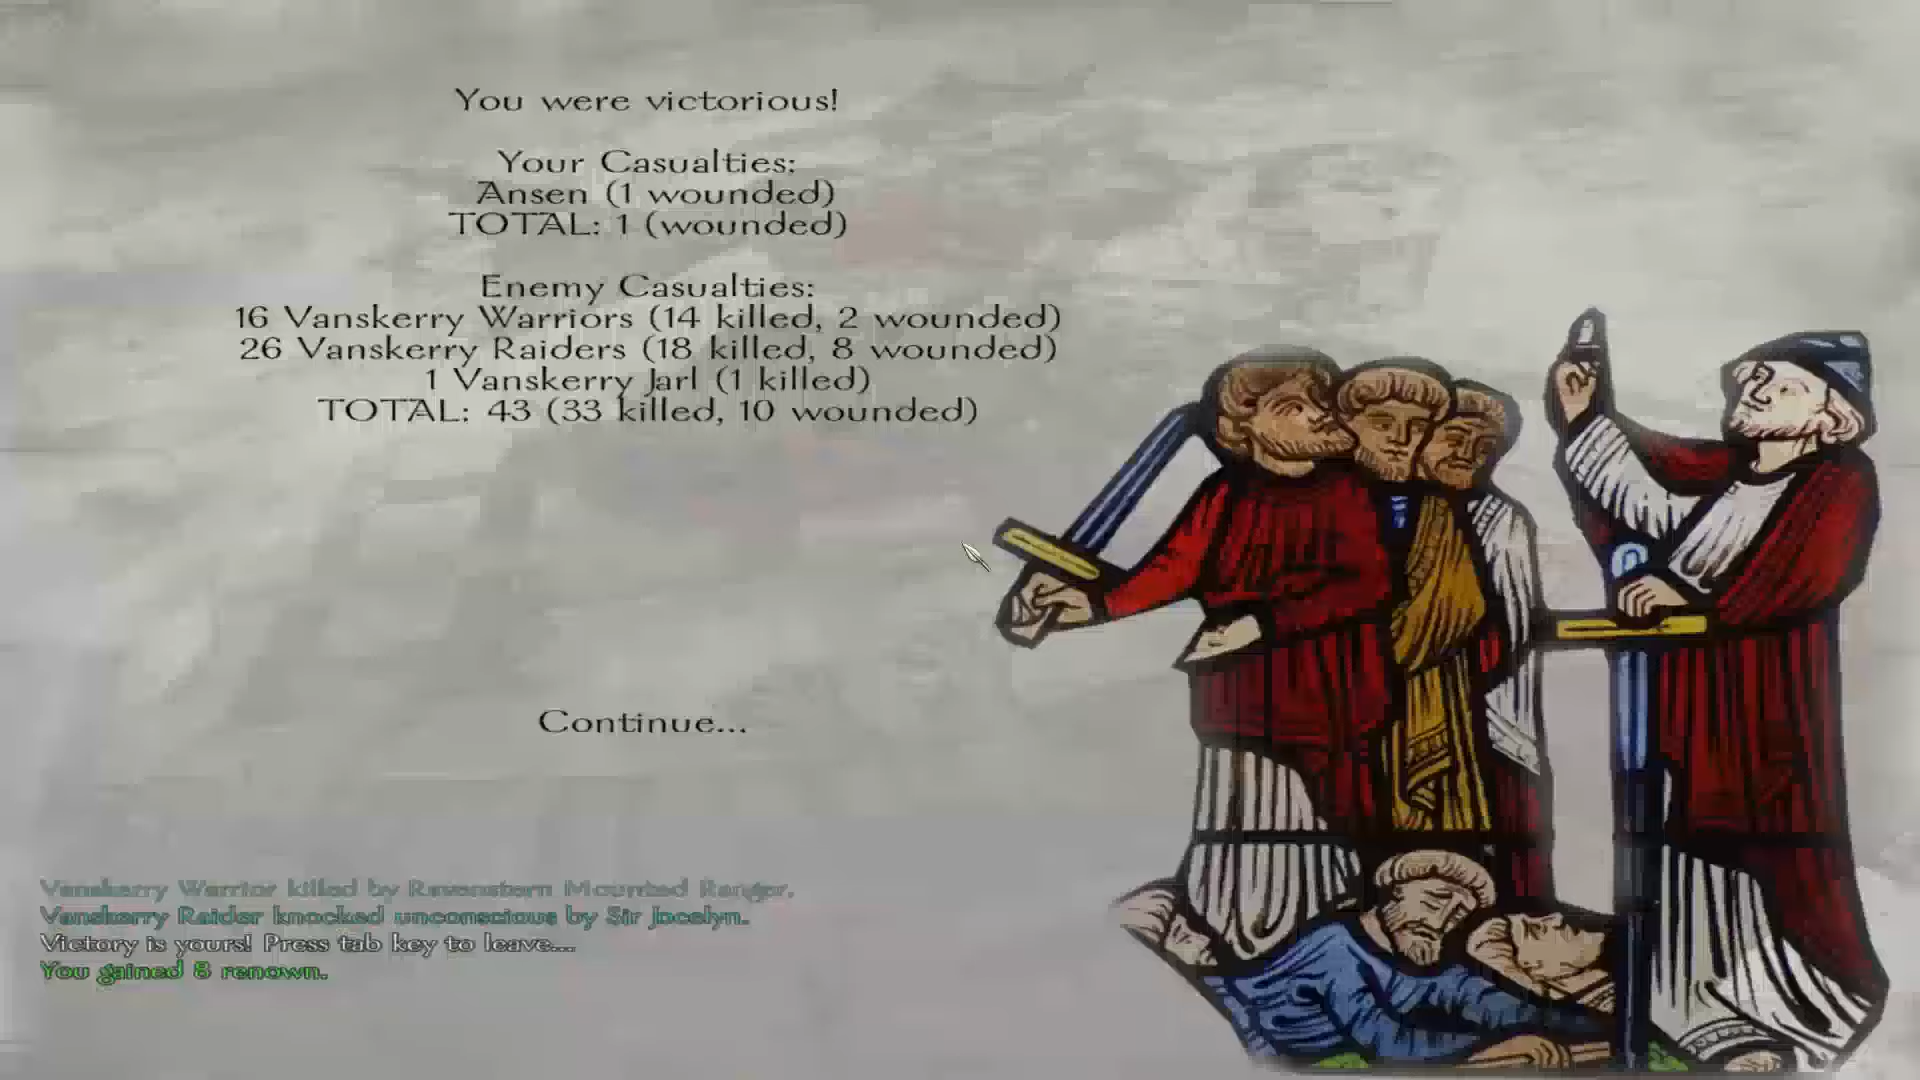 You were victorious!
Your Casualties:
Ansen (1 wounded)
TOTAL: 1 (wounded)
Enemy Casualties:
16 Vanskerry Warriors (14 killed, 2 wounded)
26 Vanskerry Raiders (18 killed, 8 wounded)
1 Vanskerry Jarl (1 killed)
TOTAL: 43 (33 killed, 10 wounded)
Continue...
Vanskerry Warrior killed by Ravenstern Mounted Ranger.
Vanskerry Raider knocked unconscious by Sir Jocelyn.
Victory is yours! Press tab key to leave...
You gained 8 renown.